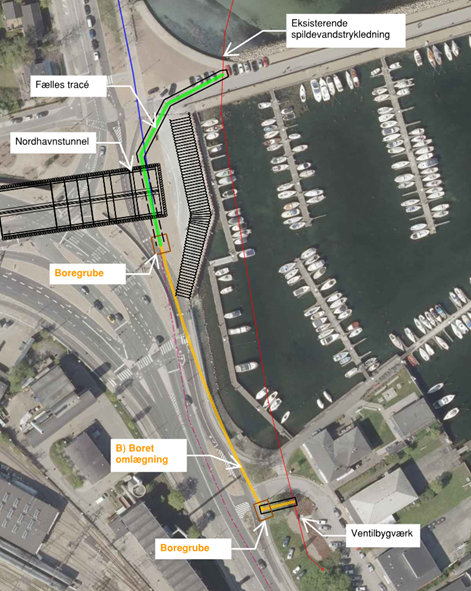 Eksisterende
spildevandstrykledning
Fælles tracé
Nordhavnstunnel
Boregrube
B) Boret
omlægning
Boregrube
Ventilbygværk